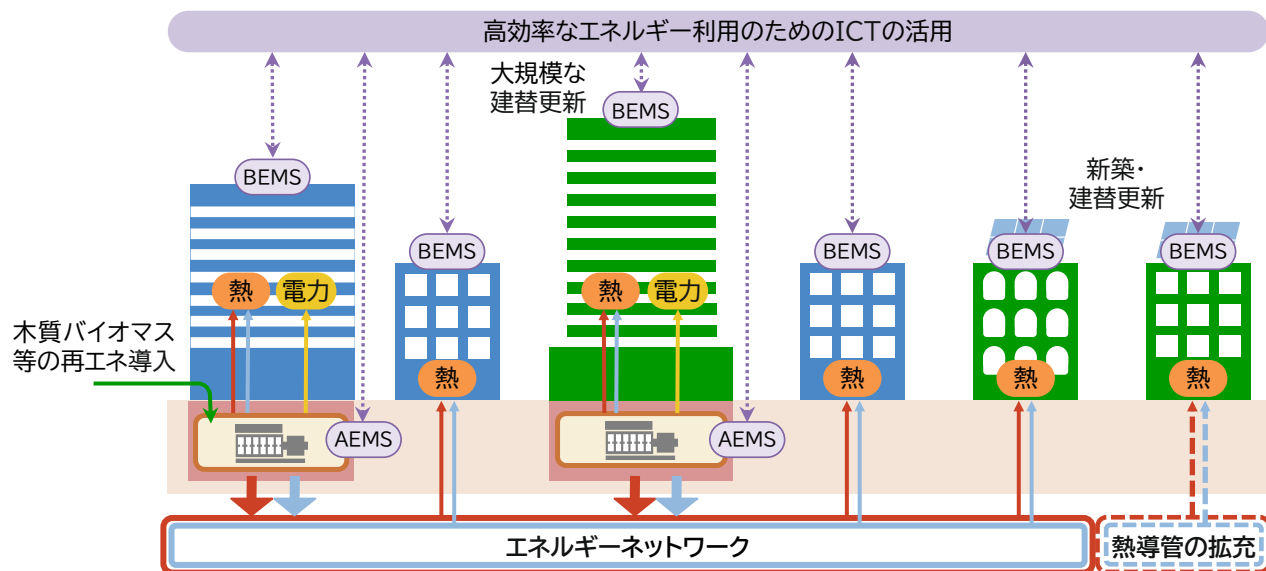 高効率なエネルギー利用のためのICTの活用
大規模な
建替更新
BEMS
BEMS
新築・
建替更新
BEMS
BEMS
BEMS
BEMS
熱
電力
熱
電力
木質バイオマス
等の再エネ導入
熱
熱
熱
熱
AEMS
AEMS
エネルギーネットワーク
熱導管の拡充